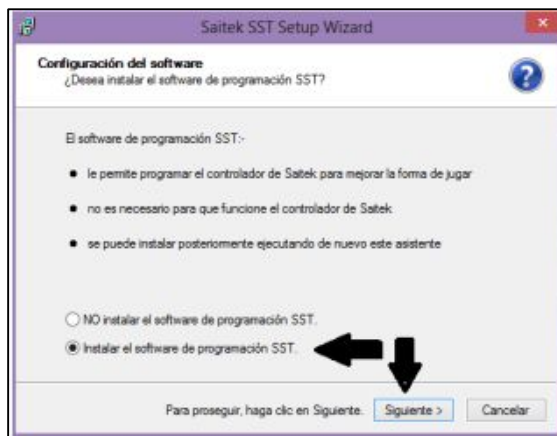 Saitek SST Setup Wizard
Configuración del software
¿Desea instalar el software de programación SST?
El software de programación SST:-
le permite programar el controlador de Saitek para mejorar la forma de jugar
no es necesario para que funcione el controlador de Saitek
se puede instalar posteriormente ejecutando de nuevo este asistente
NO instalar el software de programación SST.
Instalar el software de programación SST.
Para proseguir, haga clic en Siguiente. Siguiente > Cancelar